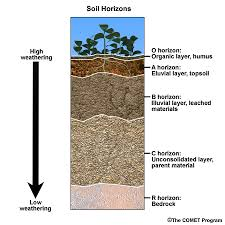 Soil Horizons
High
weathering
O horizon:
Organic layer, humus
A horizon:
Eluvial layer, topsoil
B horizon:
Illuvial layer, leached
materials
C horizon:
Unconsolidated layer,
parent material
Low
weathering
R horizon:
Bedrock
©The COMET Program